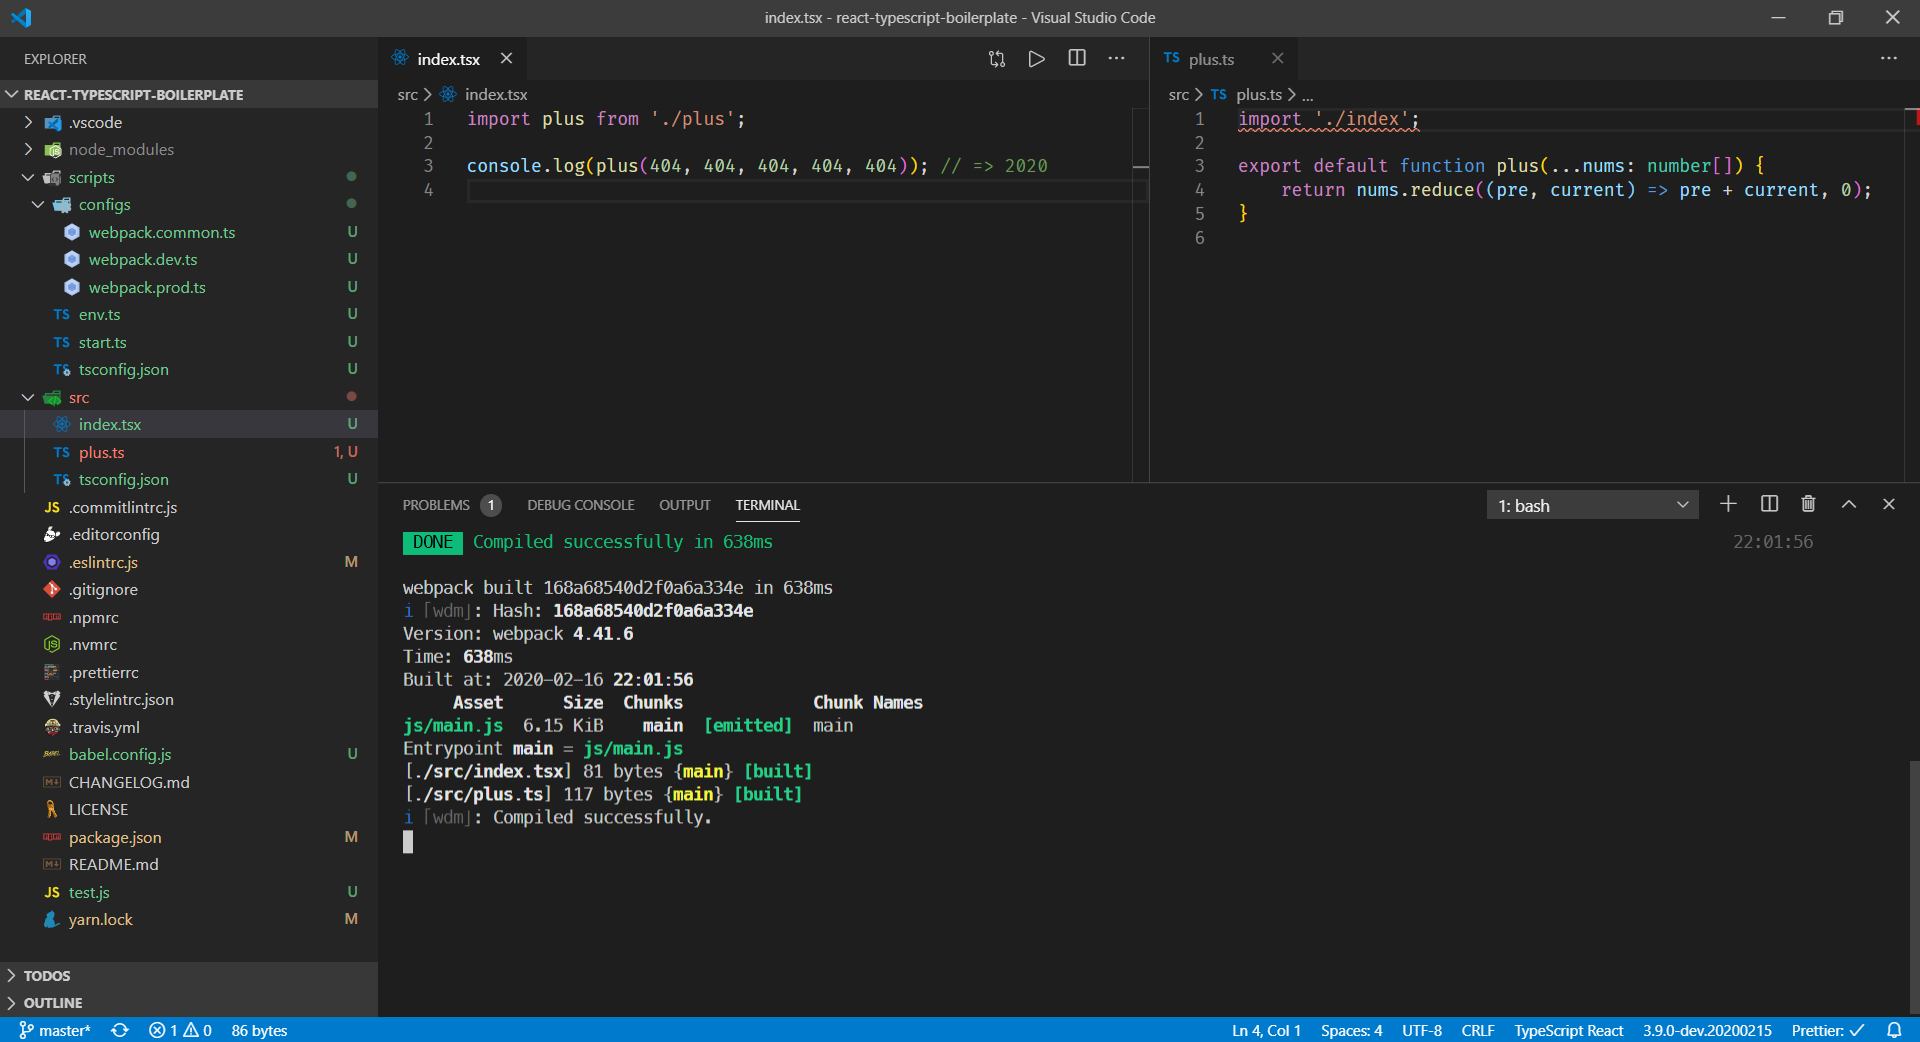 index.tsx - react-typescript-boilerplate - Visual Studio Code
EXPLORER
REACT-TYPESCRIPT-BOILERPLATE
.vscode
node_modules
scripts
configs
webpack.common.ts U
webpack.dev.ts U
webpack.prod.ts U
TS env.ts U
TS start.ts U
TS tsconfig.json U
src
index.tsx U
TS plus.ts 1, U
TS tsconfig.json U
JS .commitlintrc.js
.editorconfig
.eslintrc.js M
.gitignore
.npmrc
.nvmrc
.prettierrc
.stylelintrc.json
.travis.yml
babel.config.js U
CHANGELOG.md
LICENSE
package.json M
README.md
JS test.js U
yarn.lock M
TODOS
OUTLINE
index.tsx
src > index.tsx
1 import plus from './plus';
2
3 console.log(plus(404, 404, 404, 404, 404)); // => 2020
4
TS plus.ts
src > TS plus.ts > ...
1 import './index';
2
3 export default function plus(...nums: number[]) {
4 return nums.reduce((pre, current) => pre + current, 0);
5 }
6
PROBLEMS 1 DEBUG CONSOLE OUTPUT TERMINAL 1: bash
DONE Compiled successfully in 638ms 22:01:56
webpack built 168a68540d2f0a6a334e in 638ms
i ｢wdm｣: Hash: 168a68540d2f0a6a334e
Version: webpack 4.41.6
Time: 638ms
Built at: 2020-02-16 22:01:56
Asset Size Chunks Chunk Names
js/main.js 6.15 KiB main [emitted] main
Entrypoint main = js/main.js
[./src/index.tsx] 81 bytes {main} [built]
[./src/plus.ts] 117 bytes {main} [built]
i ｢wdm｣: Compiled successfully.
master* 1 0 86 bytes Ln 4, Col 1 Spaces: 4 UTF-8 CRLF TypeScript React 3.9.0-dev.20200215 Prettier: ✓